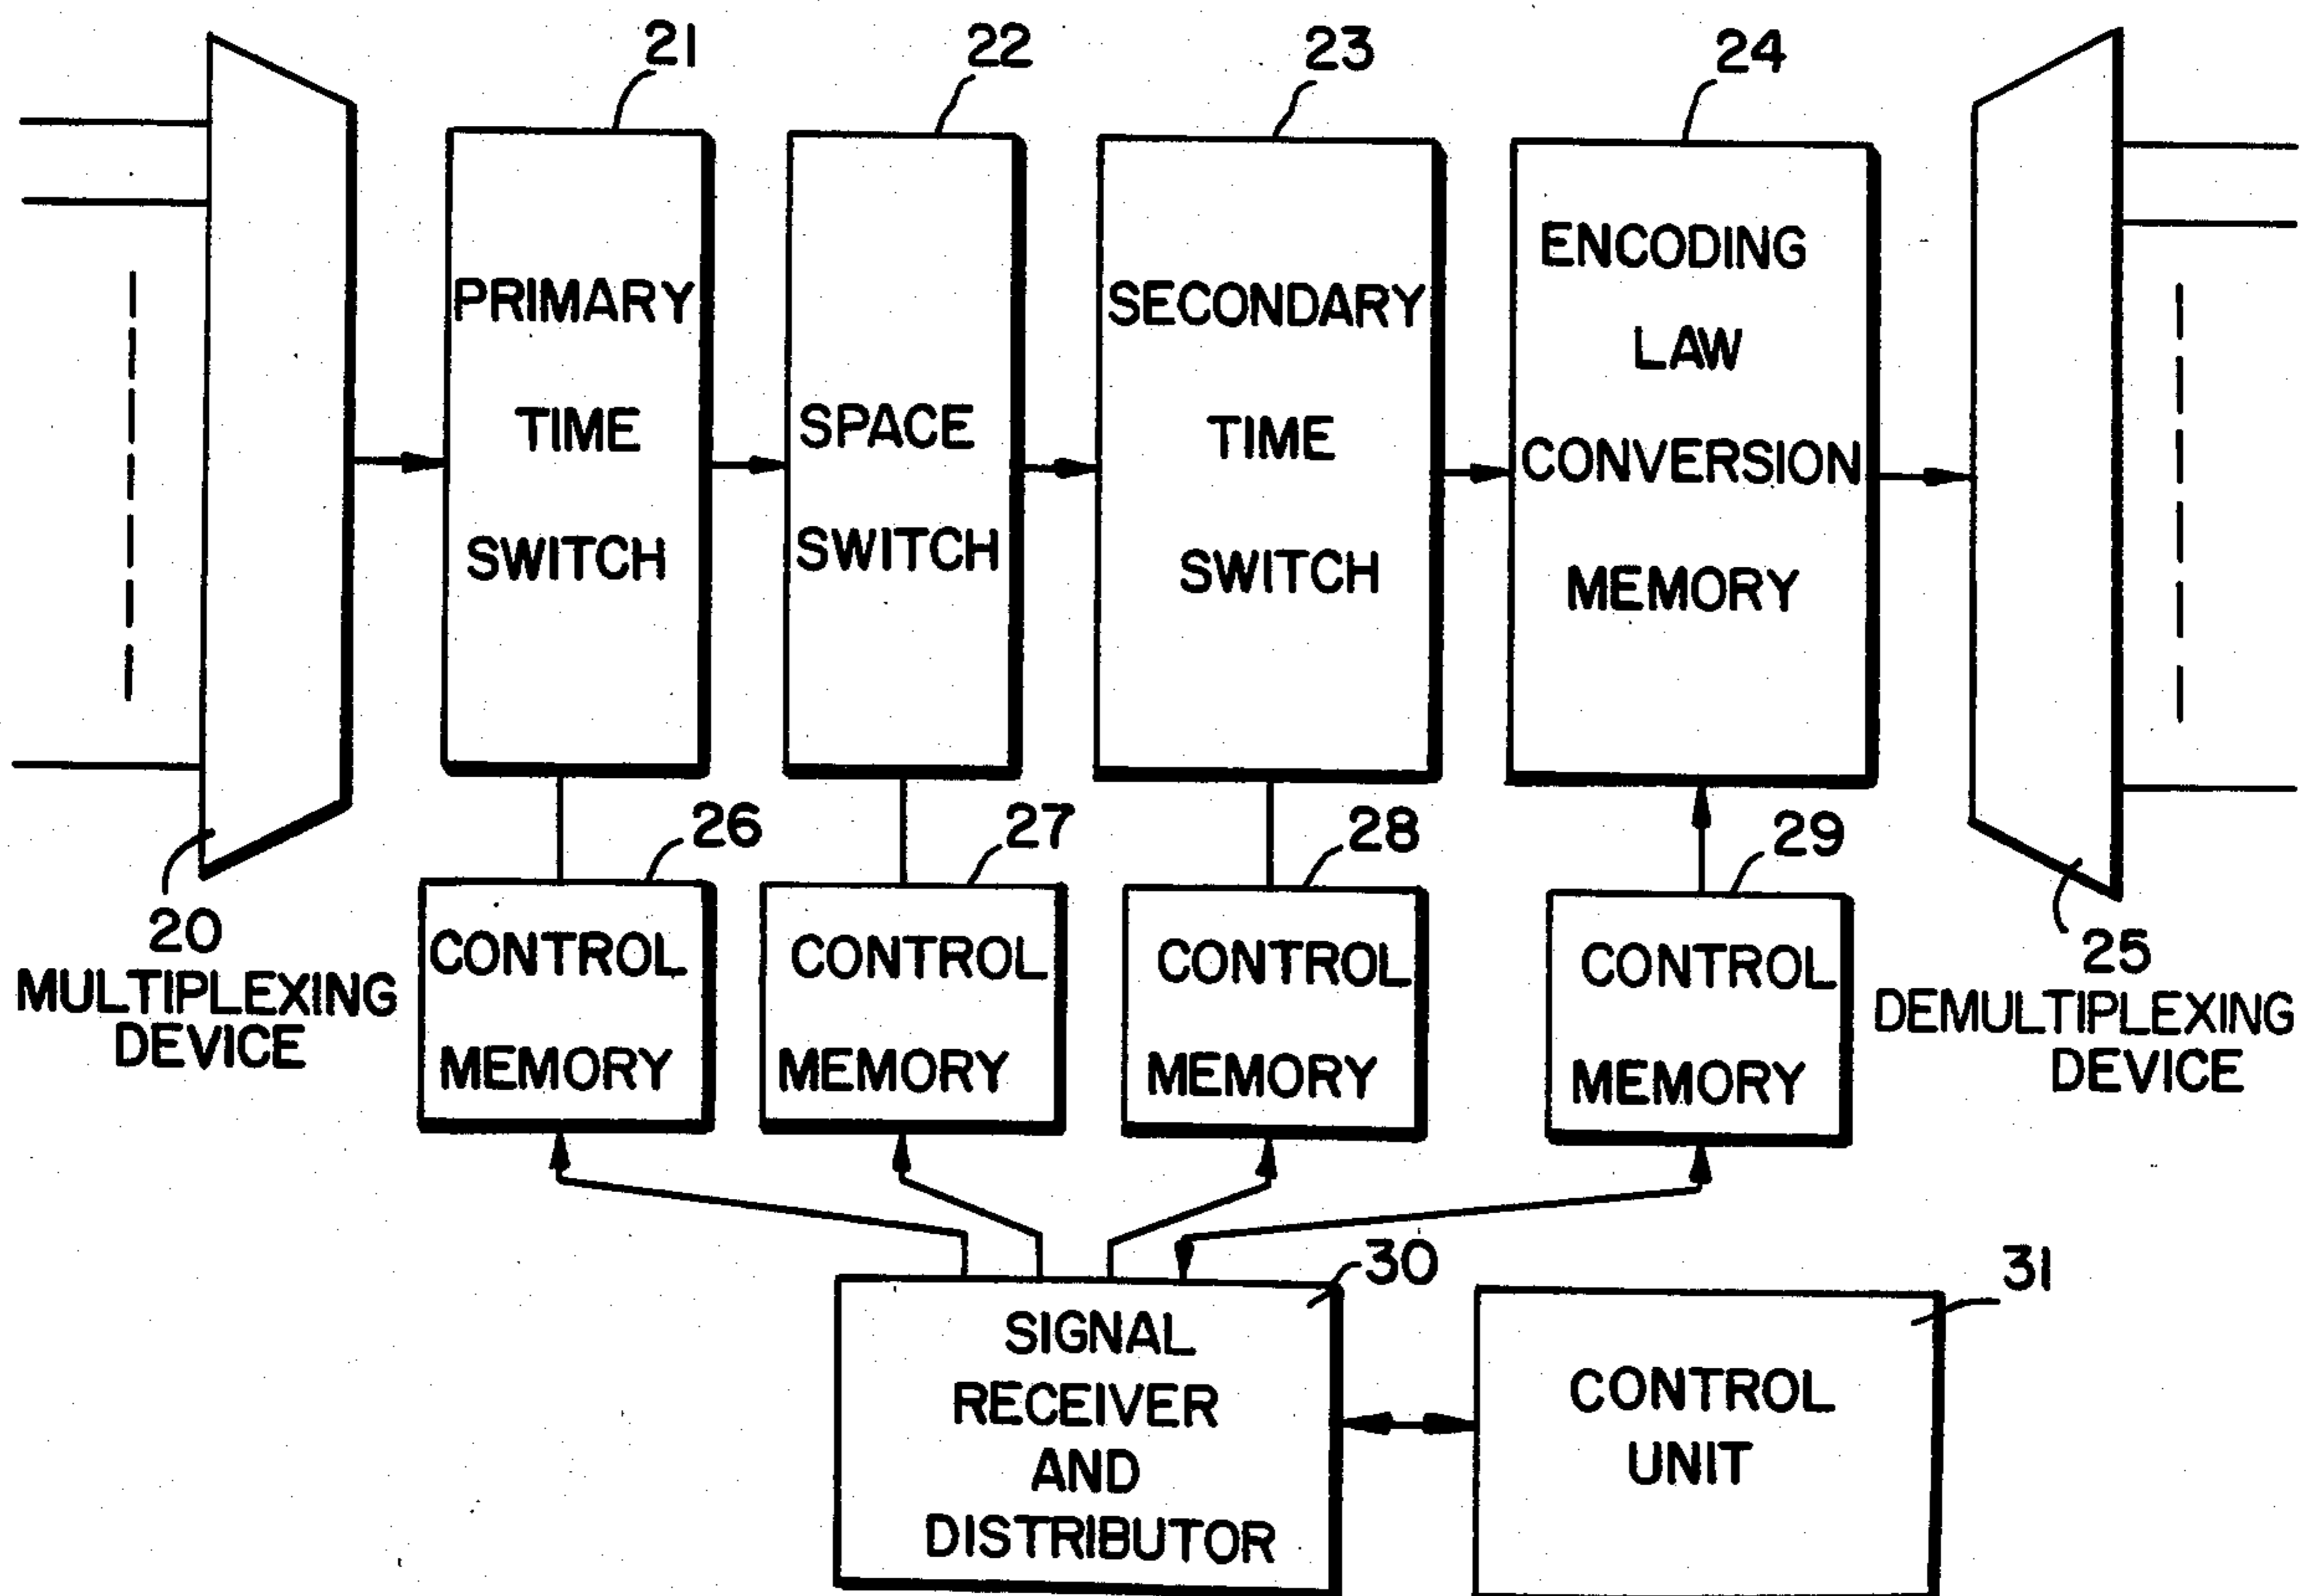 21
22
23
24
PRIMARY
TIME
SWITCH
SPACE
SWITCH
SECONDARY
TIME
SWITCH
ENCODING
LAW
CONVERSION
MEMORY
20
MULTIPLEXING
DEVICE
26
CONTROL
MEMORY
27
CONTROL
MEMORY
28
CONTROL
MEMORY
29
CONTROL
MEMORY
25
DEMULTIPLEXING
DEVICE
30
SIGNAL
RECEIVER
AND
DISTRIBUTOR
31
CONTROL
UNIT